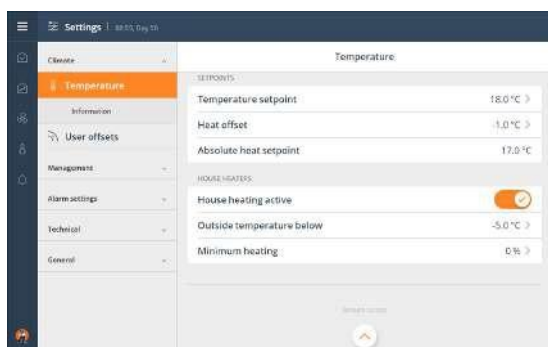 Settings
Climate
Temperature
Information
User offsets
Management
Alarm settings
Technical
General
Temperature
SETPOINTS
Temperature setpoint 18.0 °C
Heat offset -1.0 °C
Absolute heat setpoint 17.0 °C
HOUSE HEATERS
House heating active
Outside temperature below -5.0 °C
Minimum heating 0 %